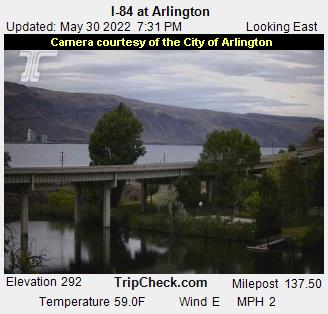 I-84 at Arlington
Updated: May 30 2022 7:31 PM Looking East
Camera courtesy of the City of Arlington
Elevation 292 TripCheck.com Milepost 137.50
Temperature 59.0F Wind E MPH 2